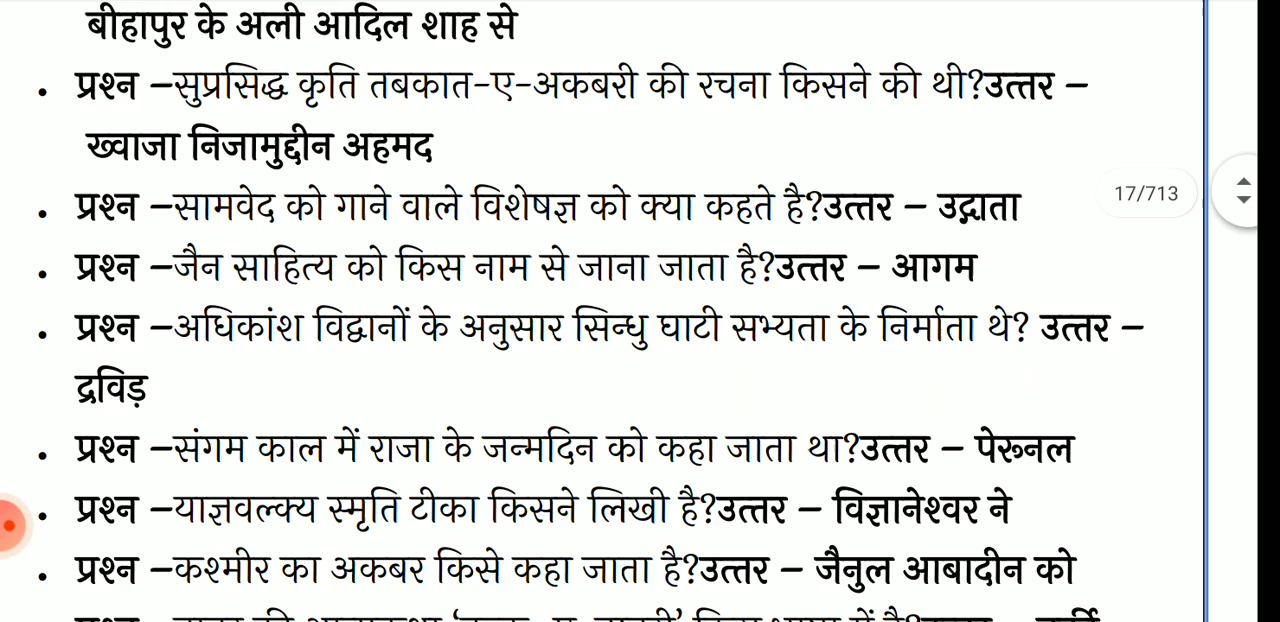 बीहापुर के अली आदिल शाह से
• प्रश्न –सुप्रसिद्ध कृति तबकात-ए-अकबरी की रचना किसने की थी?उत्तर –
ख्वाजा निजामुद्दीन अहमद
• प्रश्न –सामवेद को गाने वाले विशेषज्ञ को क्या कहते है?उत्तर – उद्गाता
17/713
• प्रश्न –जैन साहित्य को किस नाम से जाना जाता है?उत्तर – आगम
• प्रश्न –अधिकांश विद्वानों के अनुसार सिन्धु घाटी सभ्यता के निर्माता थे? उत्तर –
द्रविड़
• प्रश्न –संगम काल में राजा के जन्मदिन को कहा जाता था?उत्तर – पेरूनल
• प्रश्न –याज्ञवल्क्य स्मृति टीका किसने लिखी है?उत्तर – विज्ञानेश्वर ने
• प्रश्न –कश्मीर का अकबर किसे कहा जाता है?उत्तर – जैनुल आबादीन को